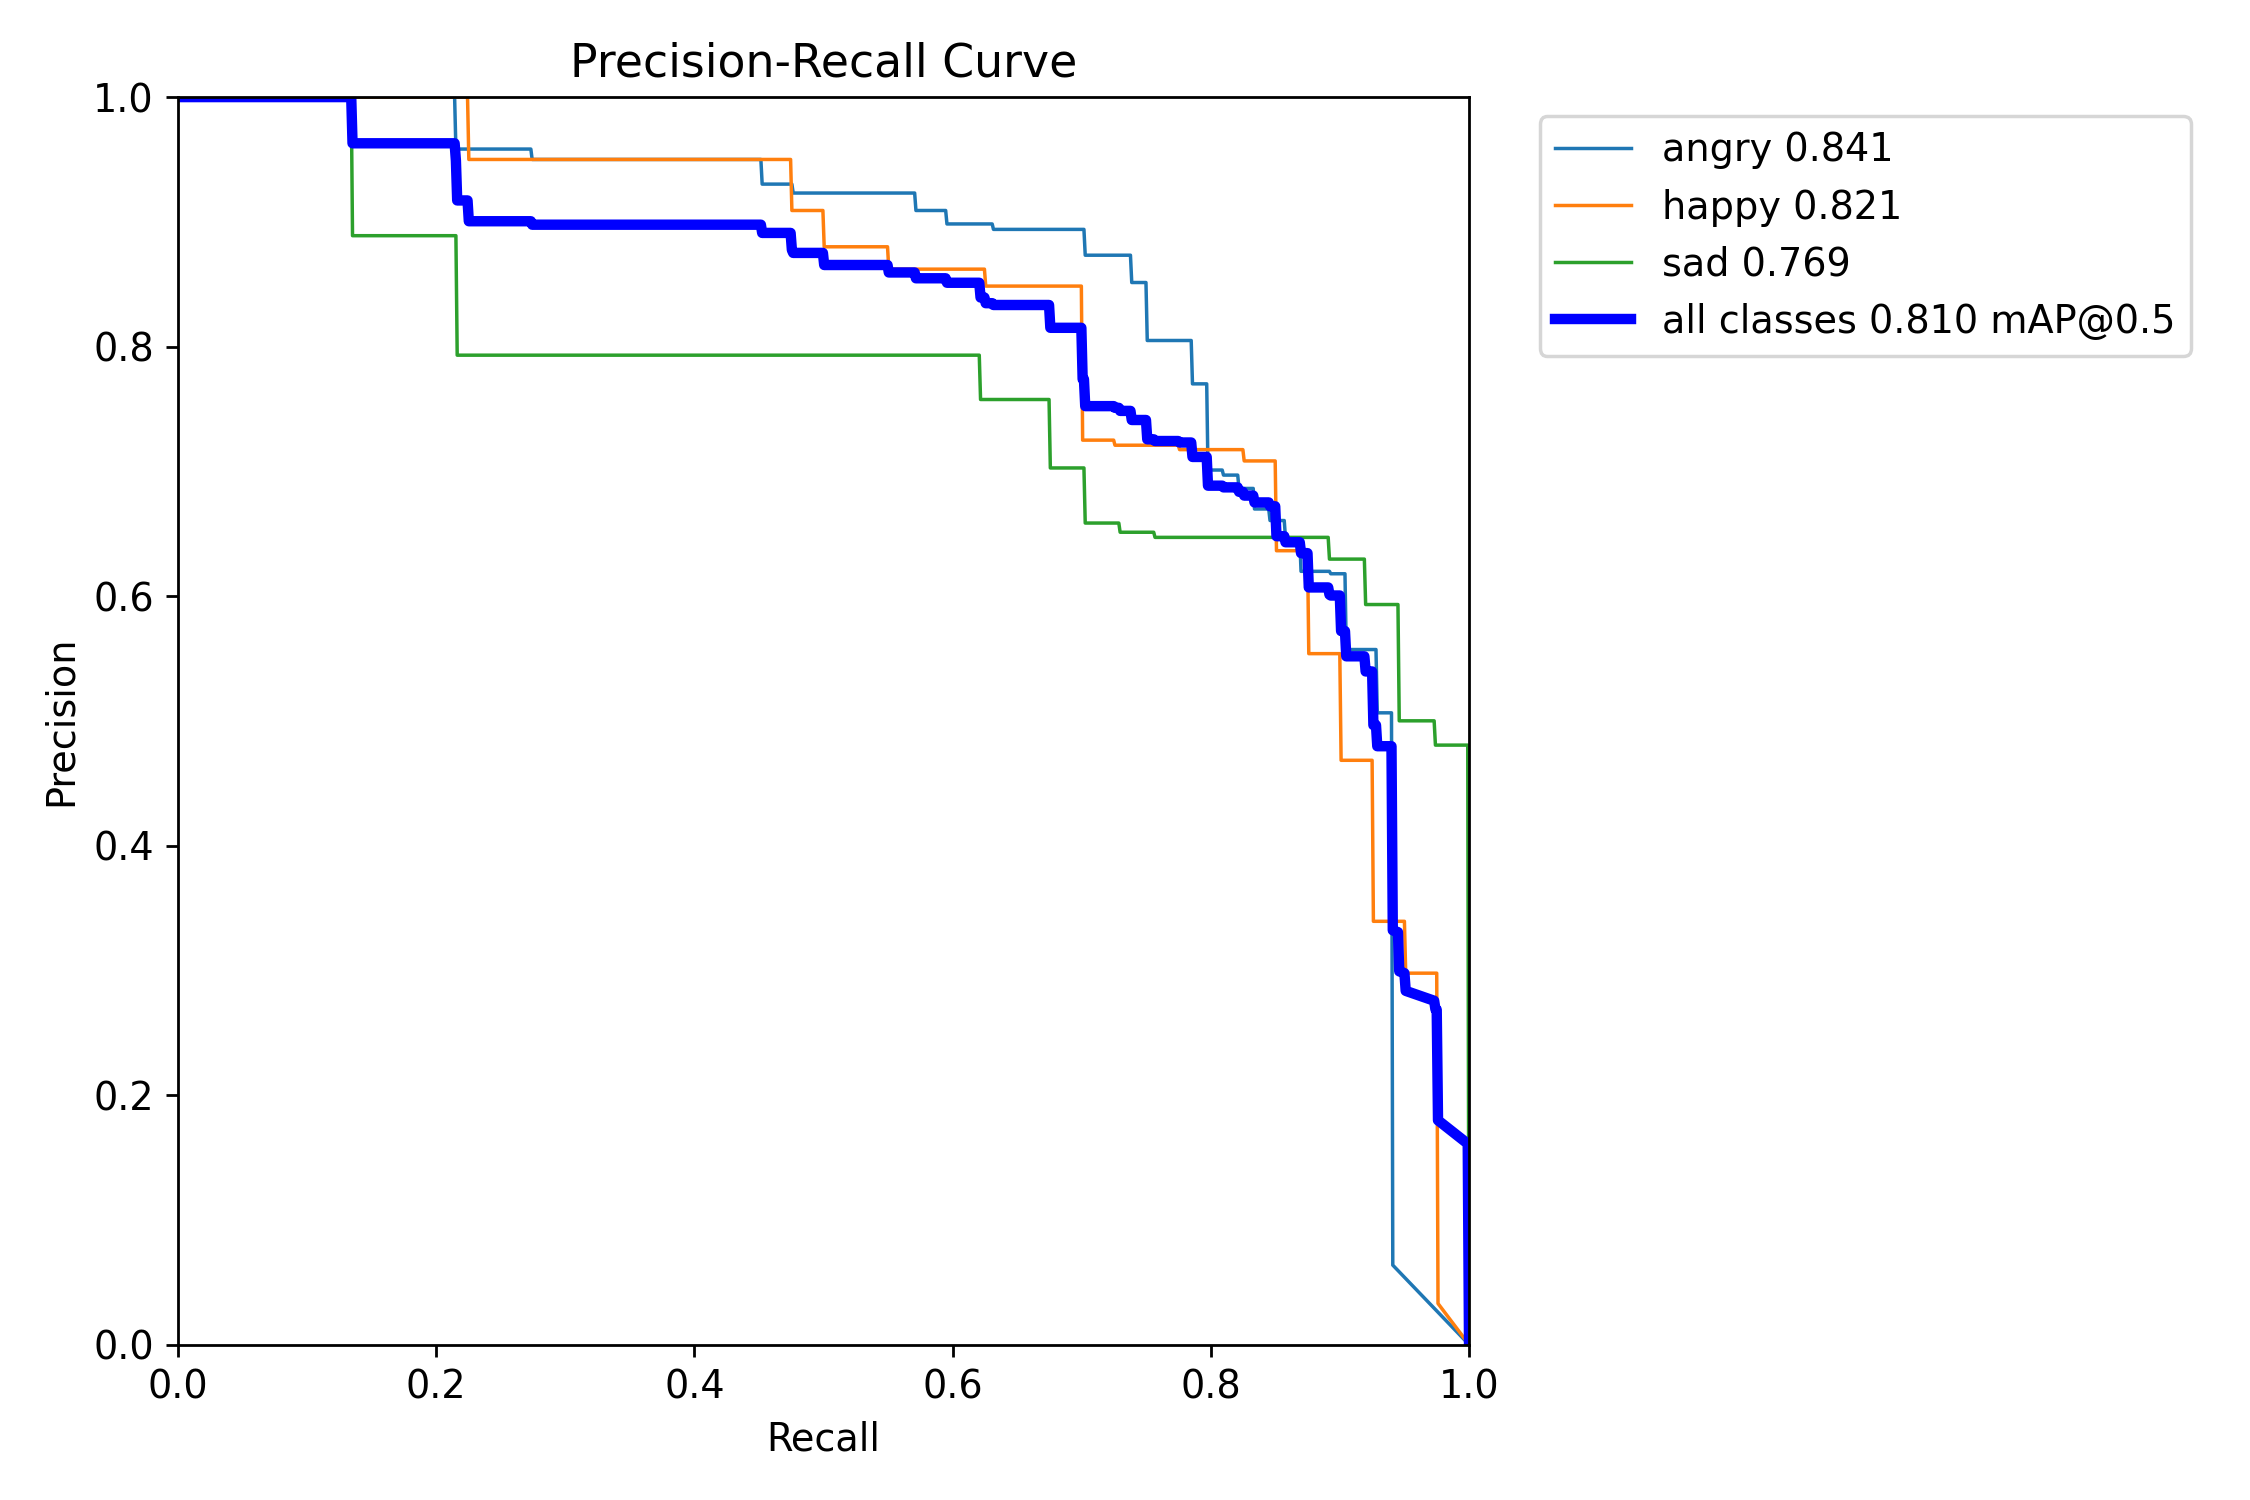 Precision-Recall Curve
1.0
0.8
0.6
0.4
0.2
0.0
Precision
0.0 0.2 0.4 0.6 0.8 1.0
Recall
angry 0.841
happy 0.821
sad 0.769
all classes 0.810 mAP@0.5